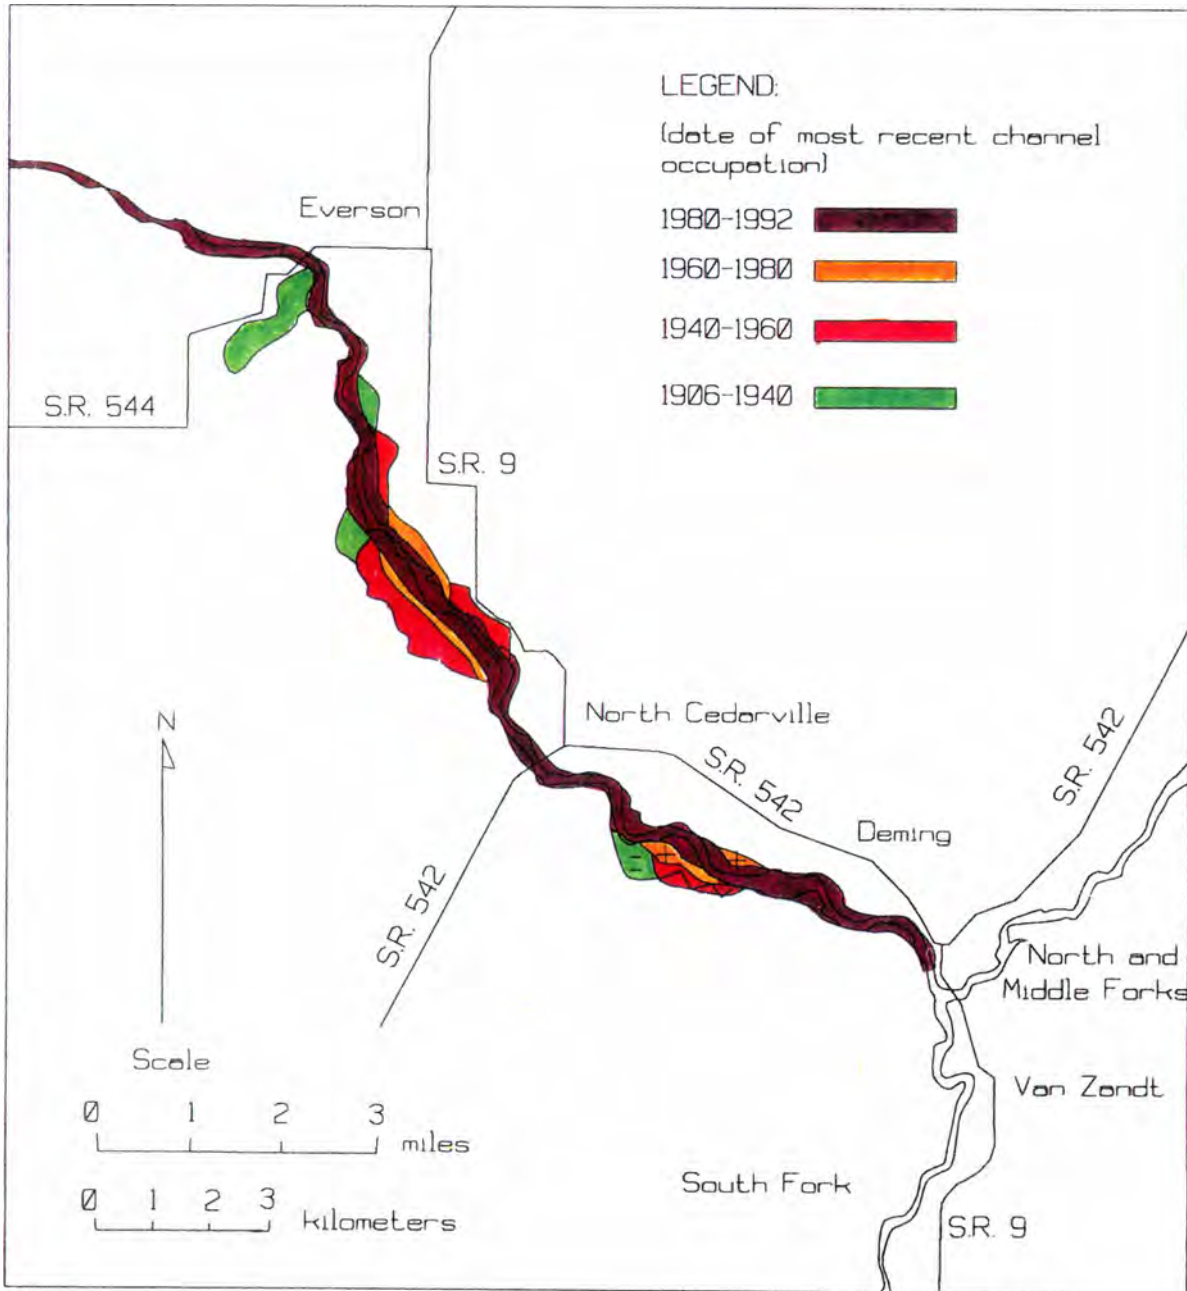 LEGEND:
(date of most recent channel
occupation)
1980-1992
1960-1980
1940-1960
1906-1940
Everson
S.R. 544
S.R. 9
N
North Cedarville
S.R. 542
S.R. 542
Deming
S.R. 542
North and
Middle Forks
Scale
0 1 2 3
miles
0 1 2 3
kilometers
Van Zandt
South Fork
S.R. 9